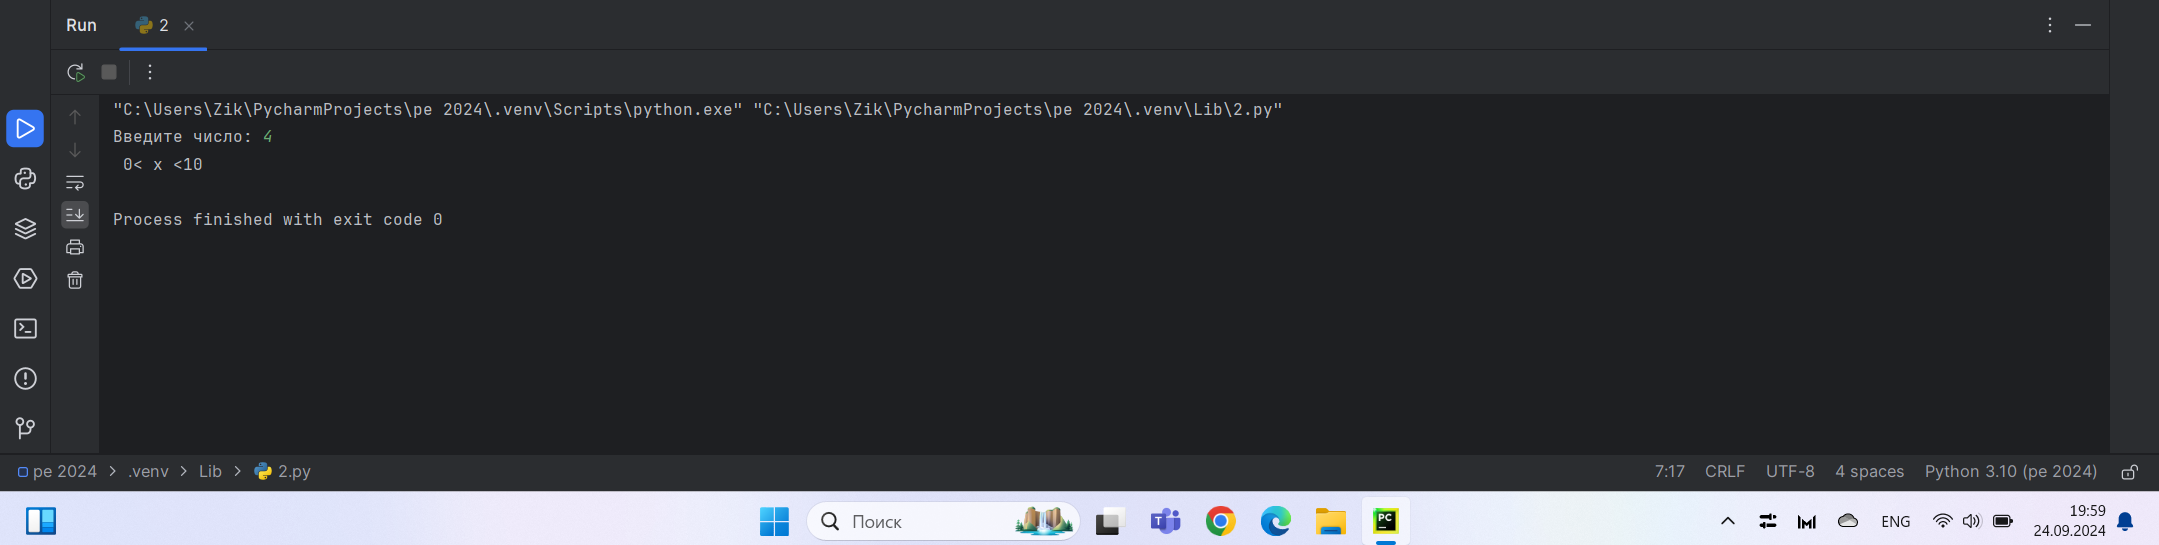 Run 2
"C:\Users\Zik\PycharmProjects\pe 2024\.venv\Scripts\python.exe" "C:\Users\Zik\PycharmProjects\pe 2024\.venv\Lib\2.py"
Введите число: 4
0< x <10
Process finished with exit code 0
pe 2024 > .venv > Lib > 2.py 7:17 CRLF UTF-8 4 spaces Python 3.10 (pe 2024)
Поиск PC ENG 19:59
24.09.2024